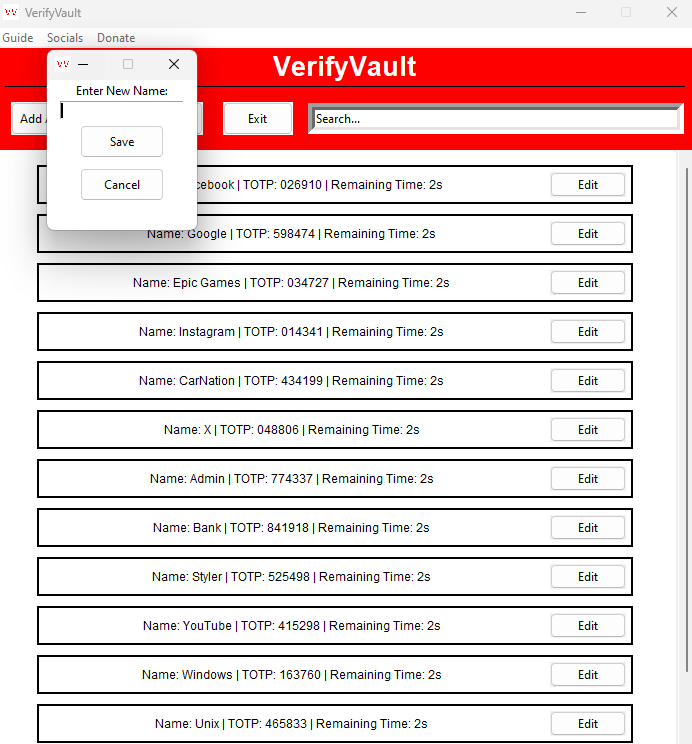 VerifyVault
Guide Socials Donate
VerifyVault
Enter New Name:
Save
Cancel
Add
Exit
Search...
cebook | TOTP: 026910 | Remaining Time: 2s
Edit
Name: Google | TOTP: 598474 | Remaining Time: 2s
Edit
Name: Epic Games | TOTP: 034727 | Remaining Time: 2s
Edit
Name: Instagram | TOTP: 014341 | Remaining Time: 2s
Edit
Name: CarNation | TOTP: 434199 | Remaining Time: 2s
Edit
Name: X | TOTP: 048806 | Remaining Time: 2s
Edit
Name: Admin | TOTP: 774337 | Remaining Time: 2s
Edit
Name: Bank | TOTP: 841918 | Remaining Time: 2s
Edit
Name: Styler | TOTP: 525498 | Remaining Time: 2s
Edit
Name: YouTube | TOTP: 415298 | Remaining Time: 2s
Edit
Name: Windows | TOTP: 163760 | Remaining Time: 2s
Edit
Name: Unix | TOTP: 465833 | Remaining Time: 2s
Edit